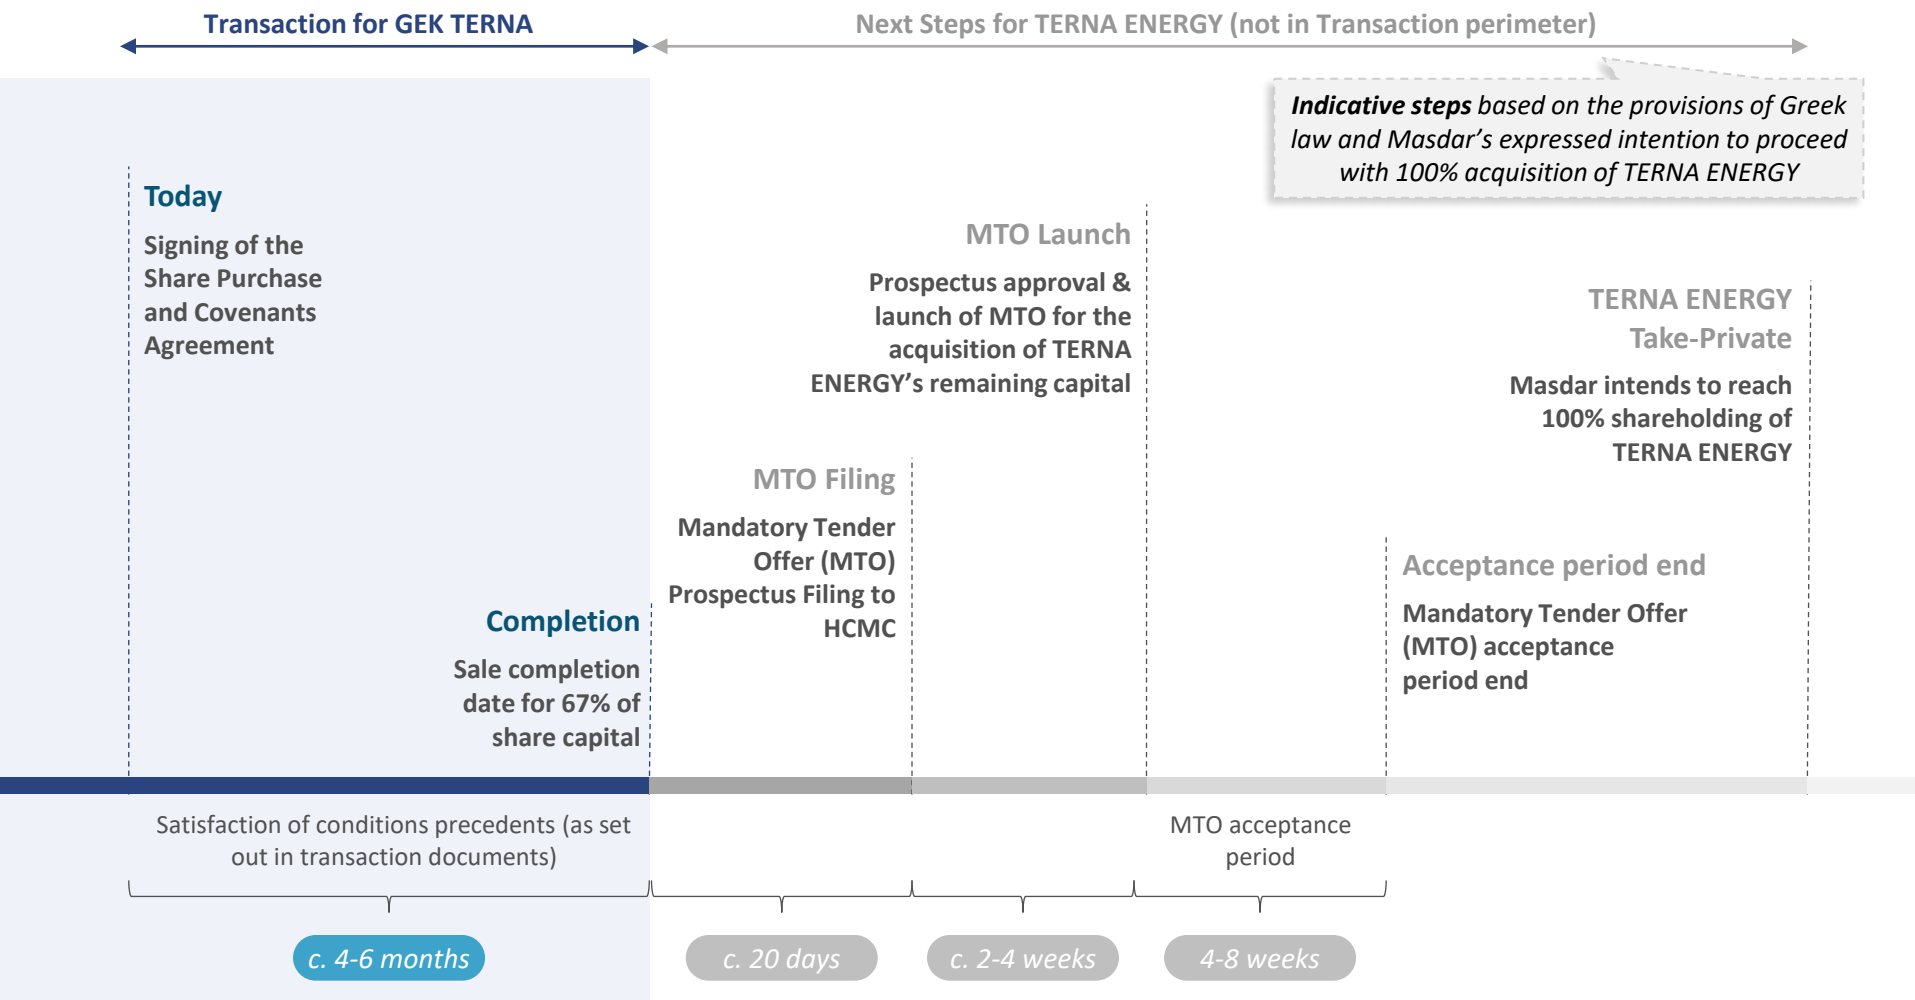 Transaction for GEK TERNA
Next Steps for TERNA ENERGY (not in Transaction perimeter)
Indicative steps based on the provisions of Greek
law and Masdar’s expressed intention to proceed
with 100% acquisition of TERNA ENERGY
Today
Signing of the
Share Purchase
and Covenants
Agreement
Completion
Sale completion
date for 67% of
share capital
MTO Filing
Mandatory Tender
Offer (MTO)
Prospectus Filing to
HCMC
MTO Launch
Prospectus approval &
launch of MTO for the
acquisition of TERNA
ENERGY’s remaining capital
Acceptance period end
Mandatory Tender Offer
(MTO) acceptance
period end
TERNA ENERGY
Take-Private
Masdar intends to reach
100% shareholding of
TERNA ENERGY
Satisfaction of conditions precedents (as set
out in transaction documents)
MTO acceptance
period
c. 4-6 months
c. 20 days
c. 2-4 weeks
4-8 weeks